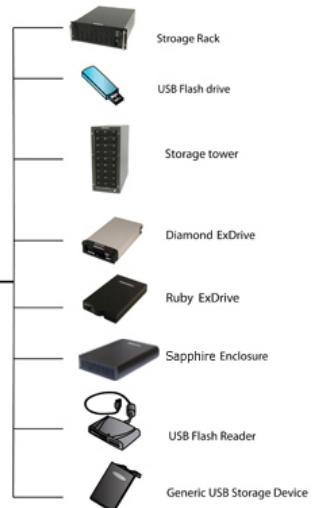 Stroage Rack
USB Flash drive
Storage tower
Diamond ExDrive
Ruby ExDrive
Sapphire Enclosure
USB Flash Reader
Generic USB Storage Device